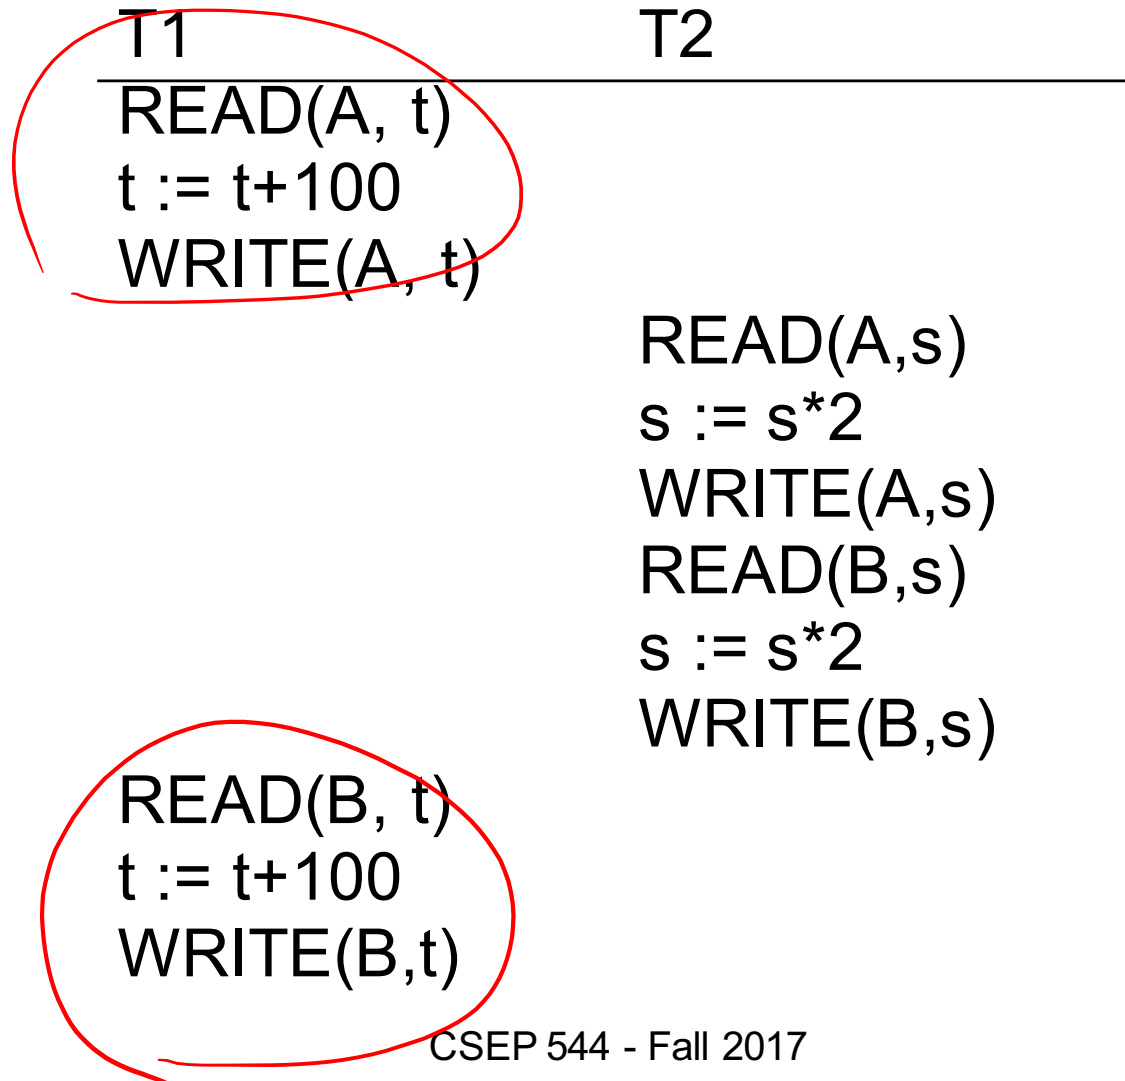 T1 T2
READ(A, t)
t := t+100
WRITE(A, t)
READ(A,s)
s := s*2
WRITE(A,s)
READ(B,s)
s := s*2
WRITE(B,s)
READ(B, t)
t := t+100
WRITE(B,t)
CSEP 544 - Fall 2017